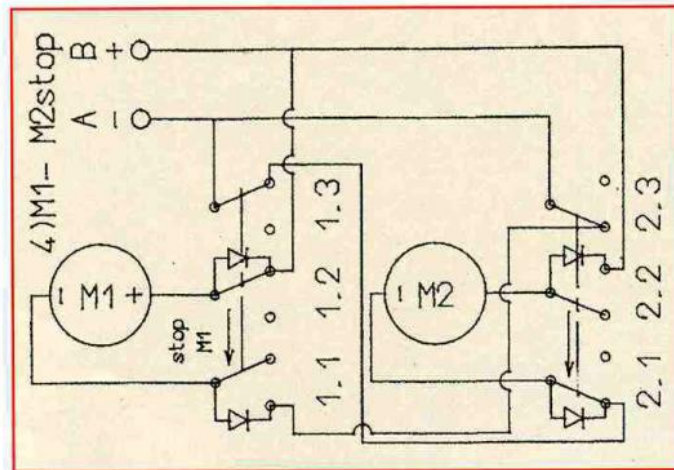 4)M1- M2stop
A -
B +
- M1 +
stop
M1
1.1 1.2 1.3
- M2
2.1 2.2 2.3